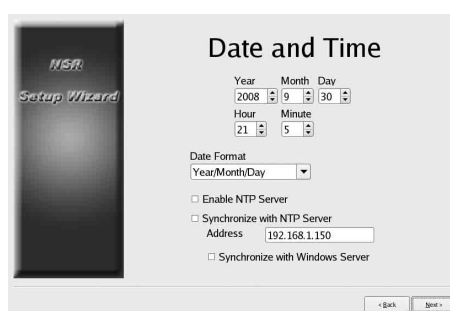 NSR
Setup Wizard
Date and Time
Year Month Day
2008 9 30
Hour Minute
21 5
Date Format
Year/Month/Day
Enable NTP Server
Synchronize with NTP Server
Address 192.168.1.150
Synchronize with Windows Server
< Back Next >